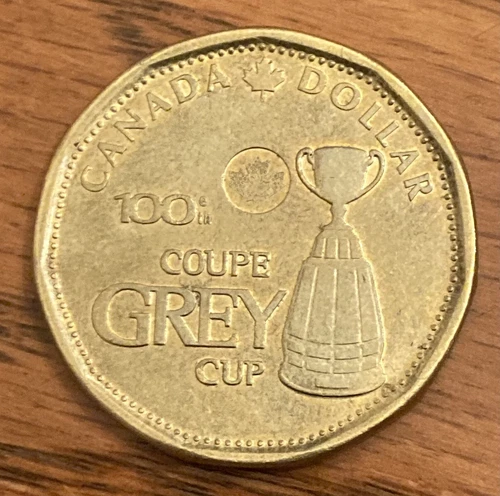 CANADA DOLLAR
100e th
COUPE
GREY
CUP